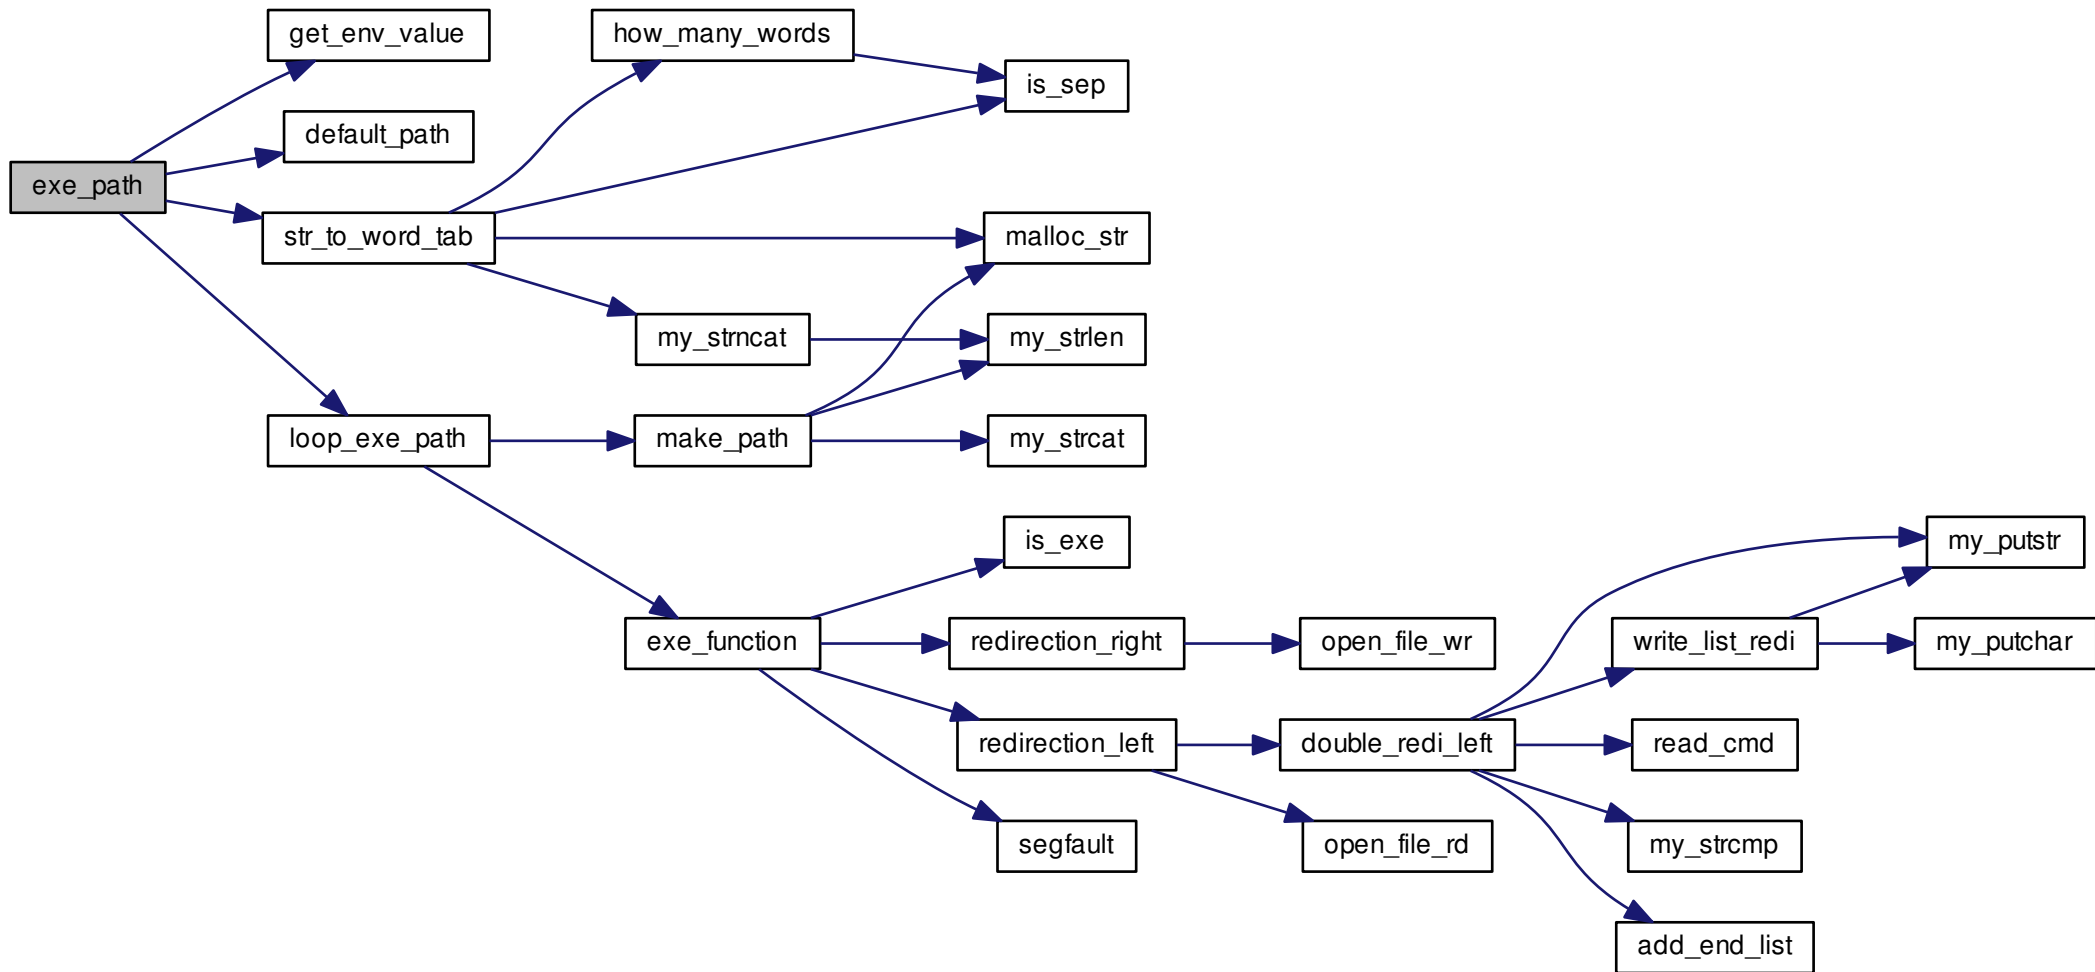 get_env_value
how_many_words
is_sep
default_path
exe_path
str_to_word_tab
malloc_str
my_strncat
my_strlen
loop_exe_path
make_path
my_strcat
is_exe
my_putstr
exe_function
redirection_right
open_file_wr
write_list_redi
my_putchar
redirection_left
double_redi_left
read_cmd
segfault
open_file_rd
my_strcmp
add_end_list